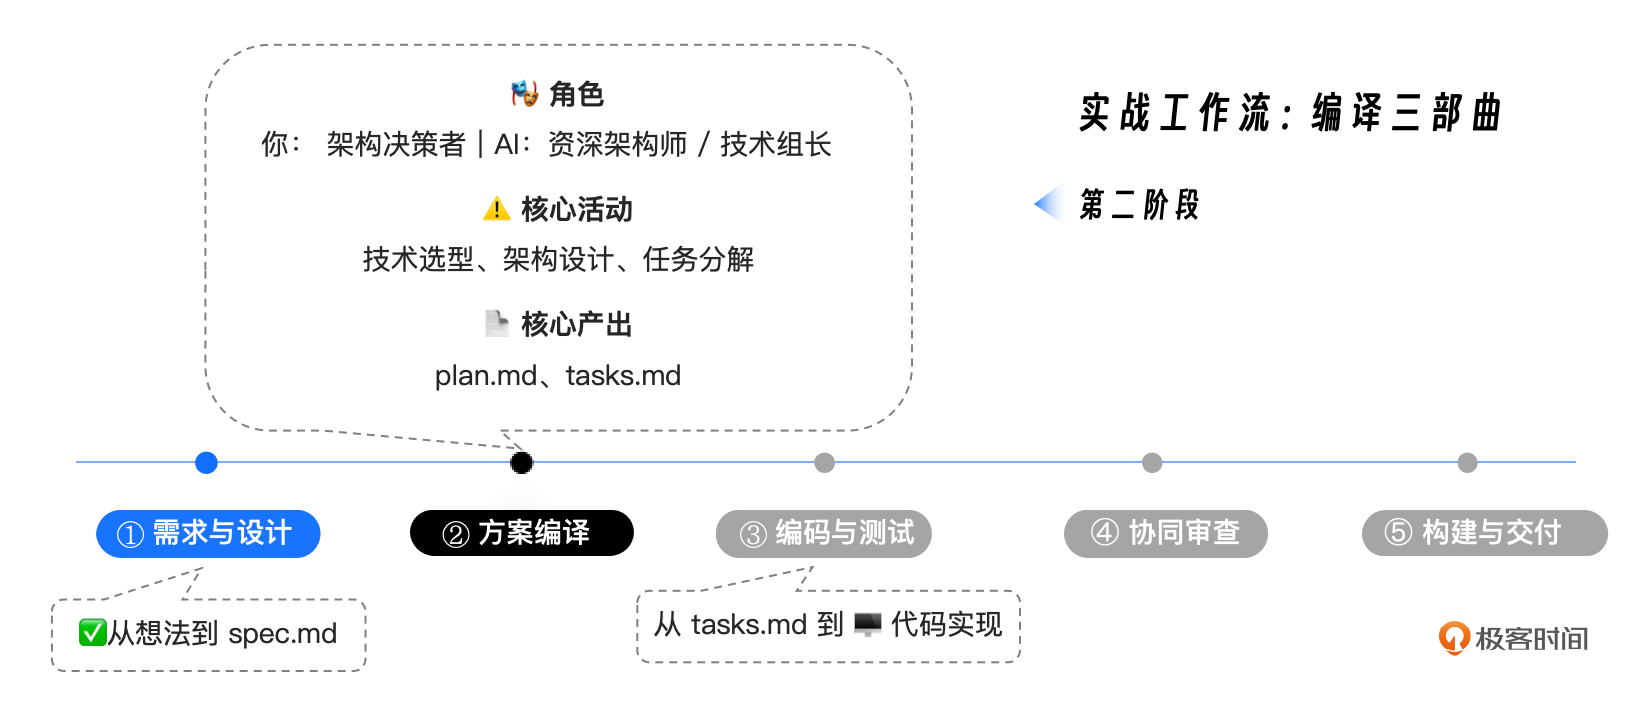 实战工作流：编译三部曲
第二阶段
🎭 角色
你： 架构决策者 | AI：资深架构师 / 技术组长
⚠️ 核心活动
技术选型、架构设计、任务分解
📄 核心产出
plan.md、tasks.md
① 需求与设计
② 方案编译
③ 编码与测试
④ 协同审查
⑤ 构建与交付
✅从想法到 spec.md
从 tasks.md 到 🖥️ 代码实现
极客时间